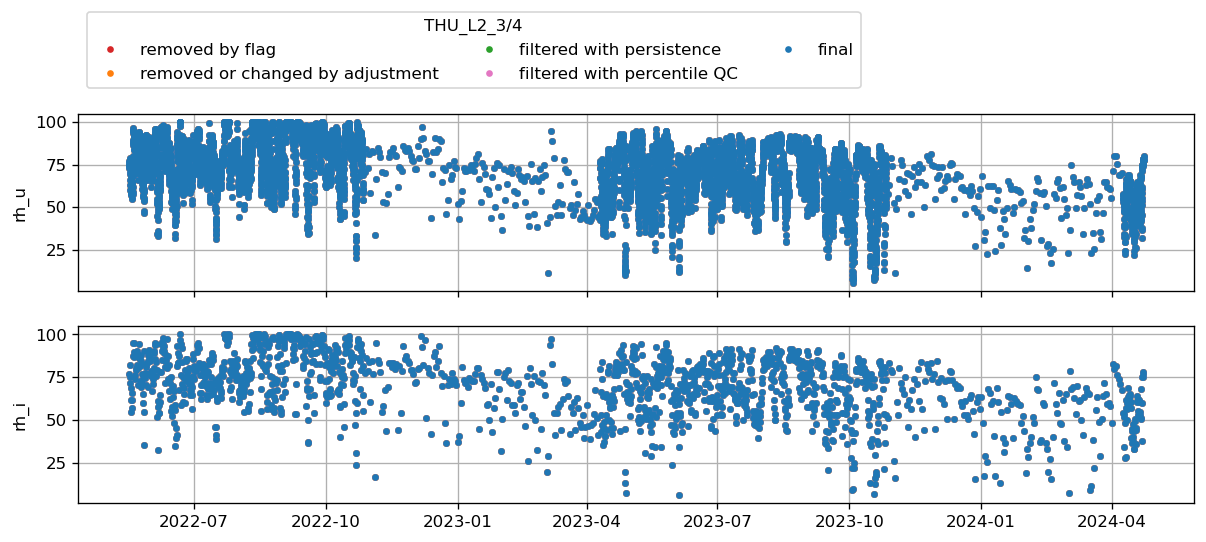 THU_L2_3/4
removed by flag
removed or changed by adjustment
filtered with persistence
filtered with percentile QC
final
100
75
50
25
rh_u
100
75
50
25
rh_i
2022-07 2022-10 2023-01 2023-04 2023-07 2023-10 2024-01 2024-04